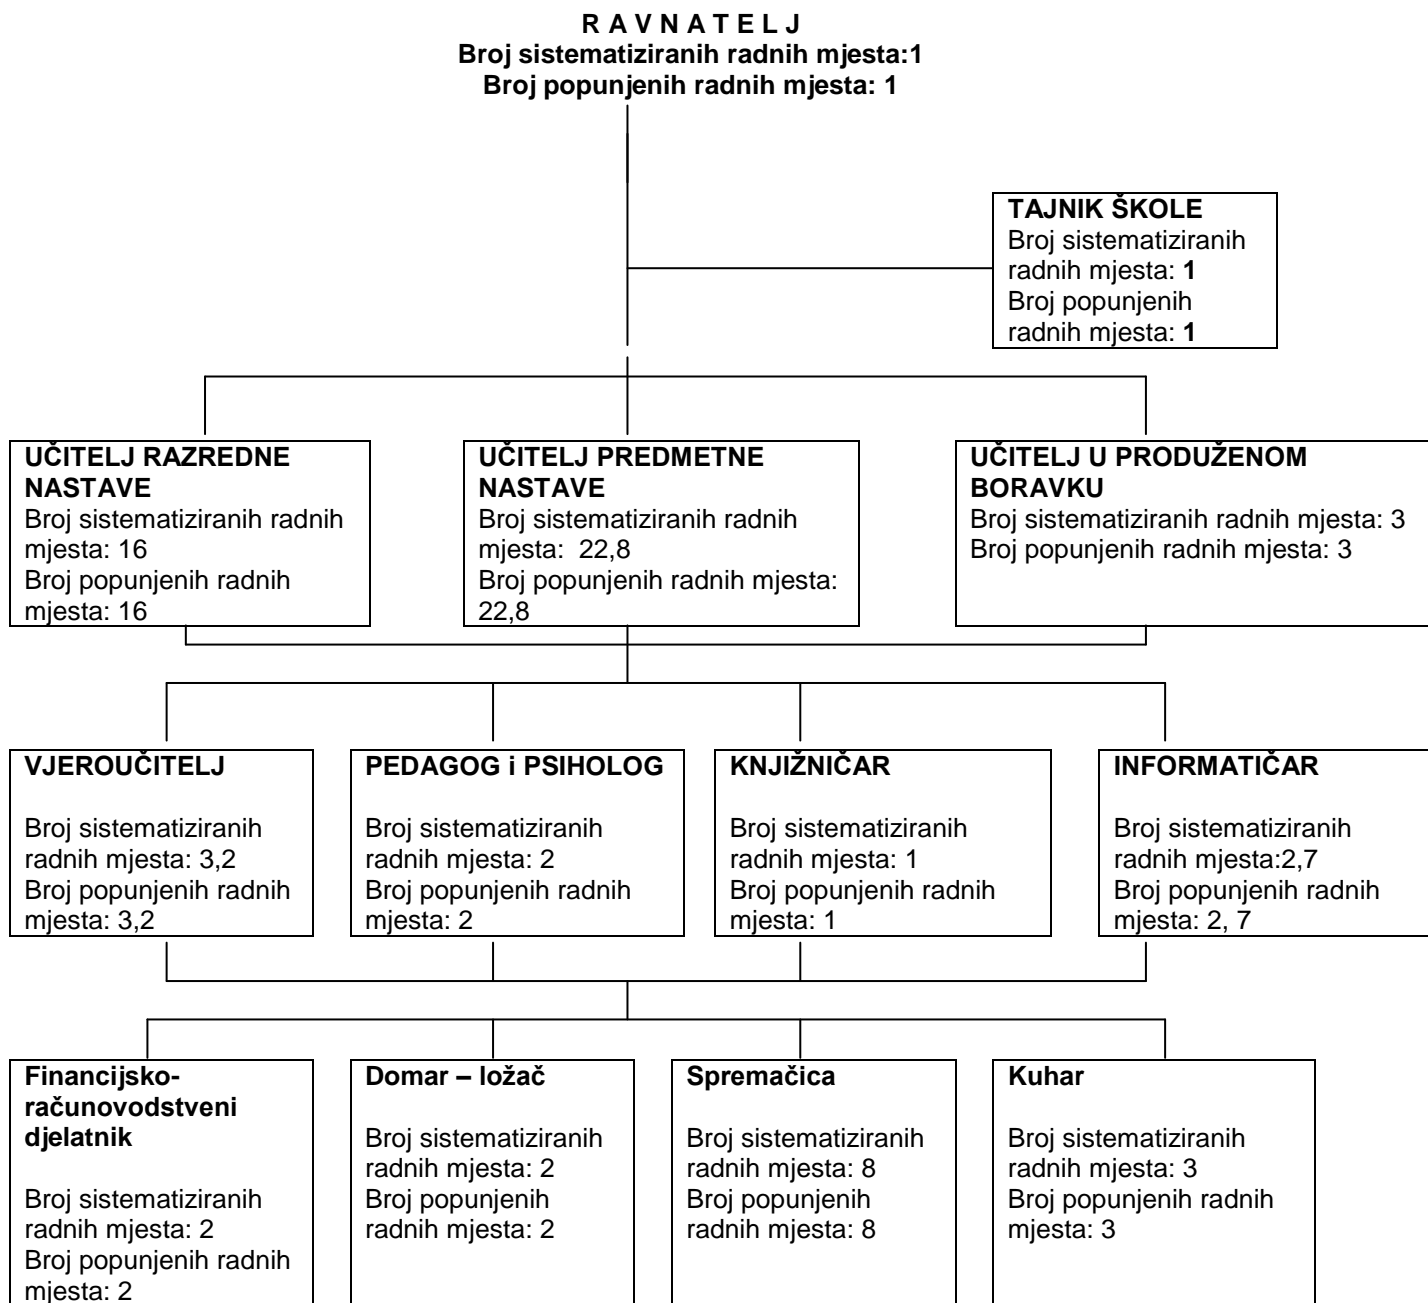 R A V N A T E L J
Broj sistematiziranih radnih mjesta:1
Broj popunjenih radnih mjesta: 1
TAJNIK ŠKOLE
Broj sistematiziranih
radnih mjesta: 1
Broj popunjenih
radnih mjesta: 1
UČITELJ RAZREDNE
NASTAVE
Broj sistematiziranih radnih
mjesta: 16
Broj popunjenih radnih
mjesta: 16
UČITELJ PREDMETNE
NASTAVE
Broj sistematiziranih radnih
mjesta:  22,8
Broj popunjenih radnih mjesta:
22,8
UČITELJ U PRODUŽENOM
BORAVKU
Broj sistematiziranih radnih mjesta: 3
Broj popunjenih radnih mjesta: 3
VJEROUČITELJ
Broj sistematiziranih
radnih mjesta: 3,2
Broj popunjenih radnih
mjesta: 3,2
PEDAGOG i PSIHOLOG
Broj sistematiziranih
radnih mjesta: 2
Broj popunjenih radnih
mjesta: 2
KNJIŽNIČAR
Broj sistematiziranih
radnih mjesta: 1
Broj popunjenih radnih
mjesta: 1
INFORMATIČAR
Broj sistematiziranih
radnih mjesta:2,7
Broj popunjenih radnih
mjesta: 2, 7
Financijsko-
računovodstveni
djelatnik
Broj sistematiziranih
radnih mjesta: 2
Broj popunjenih radnih
mjesta: 2
Domar – ložač
Broj sistematiziranih
radnih mjesta: 2
Broj popunjenih
radnih mjesta: 2
Spremačica
Broj sistematiziranih
radnih mjesta: 8
Broj popunjenih
radnih mjesta: 8
Kuhar
Broj sistematiziranih
radnih mjesta: 3
Broj popunjenih radnih
mjesta: 3